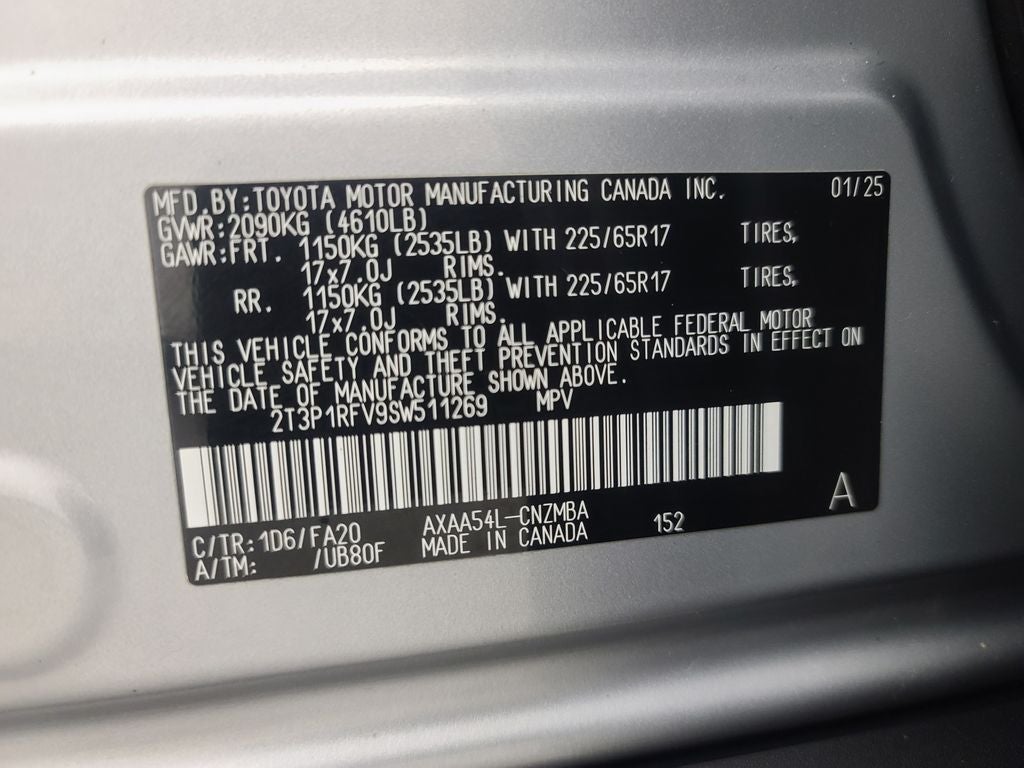 MFD.BY:TOYOTA MOTOR MANUFACTURING CANADA INC. 01/25
GVWR:2090KG (4610LB)
GAWR:FRT. 1150KG (2535LB) WITH 225/65R17 TIRES,
17x7.0J RIMS.
RR. 1150KG (2535LB) WITH 225/65R17 TIRES,
17x7.0J RIMS.
THIS VEHICLE CONFORMS TO ALL APPLICABLE FEDERAL MOTOR
VEHICLE SAFETY AND THEFT PREVENTION STANDARDS IN EFFECT ON
THE DATE OF MANUFACTURE SHOWN ABOVE.
2T3P1RFV9SW511269 MPV
A
C/TR:1D6/FA20 AXAA54L-CNZMBA 152
A/TM: /UB80F MADE IN CANADA